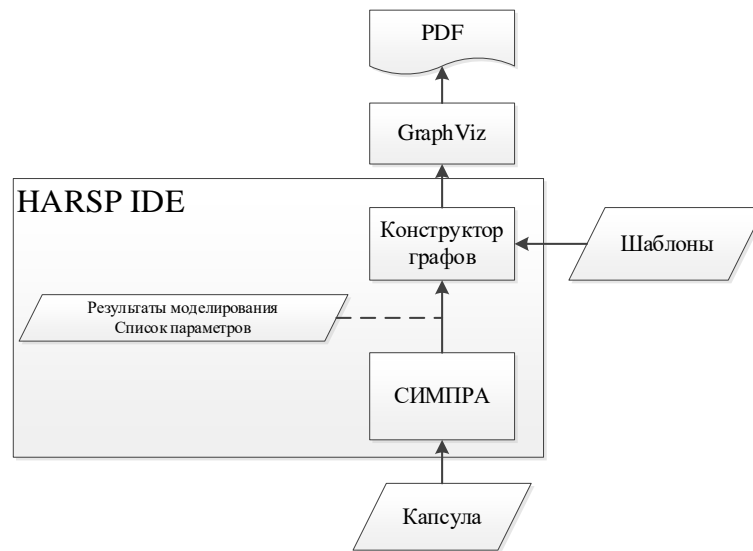 PDF
GraphViz
HARSP IDE
Конструктор
графов
Шаблоны
Результаты моделирования
Список параметров
СИМПРА
Капсула